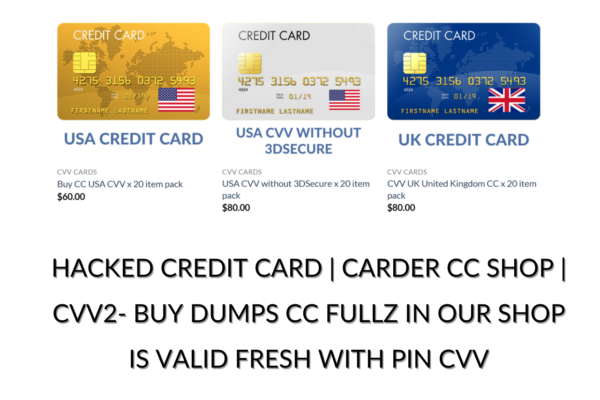 CREDIT CARD
4275 3156 0372 5493
01/19
FIRSTNAME LASTNAME
USA CREDIT CARD
CVV CARDS
Buy CC USA CVV x 20 item pack
$60.00
CREDIT CARD
4275 3156 0372 5493
01/19
FIRSTNAME LASTNAME
USA CVV WITHOUT
3DSECURE
CVV CARDS
USA CVV without 3DSecure x 20 item
pack
$80.00
CREDIT CARD
4275 3156 0372 5493
01/19
FIRSTNAME LASTNAME
UK CREDIT CARD
CVV CARDS
CVV UK United Kingdom CC x 20 item
pack
$80.00
HACKED CREDIT CARD | CARDER CC SHOP |
CVV2- BUY DUMPS CC FULLZ IN OUR SHOP
IS VALID FRESH WITH PIN CVV